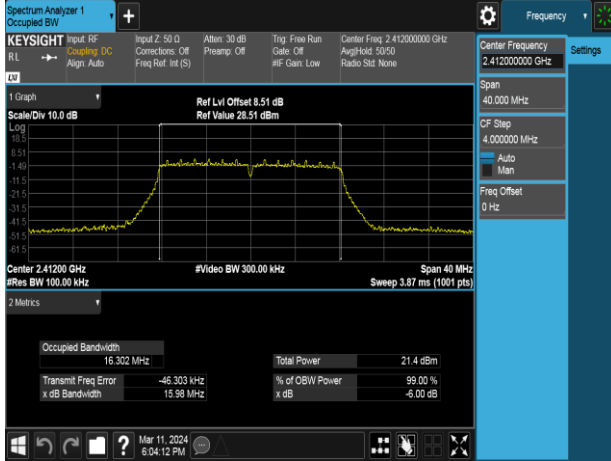 Spectrum Analyzer 1
Occupied BW
Frequency
KEYSIGHT
RL
LXI
Input: RF
Coupling: DC
Align: Auto
Input Z: 50 Ω
Corrections: Off
Freq Ref: Int (S)
Atten: 30 dB
Preamp: Off
Trig: Free Run
Gate: Off
#IF Gain: Low
Center Freq: 2.412000000 GHz
Avg|Hold: 50/50
Radio Std: None
Center Frequency
2.412000000 GHz
Settings
Span
40.000 MHz
CF Step
4.000000 MHz
Auto
Man
Freq Offset
0 Hz
1 Graph
Scale/Div 10.0 dB
Ref Lvl Offset 8.51 dB
Ref Value 28.51 dBm
Log
18.5
8.51
-1.49
-11.5
-21.5
-31.5
-41.5
-51.5
-61.5
Center 2.41200 GHz
#Video BW 300.00 kHz
Span 40 MHz
#Res BW 100.00 kHz
Sweep 3.87 ms (1001 pts)
2 Metrics
Occupied Bandwidth
16.302 MHz
Total Power 21.4 dBm
Transmit Freq Error -46.303 kHz
% of OBW Power 99.00 %
x dB Bandwidth 15.98 MHz
x dB -6.00 dB
?
Mar 11, 2024
6:04:12 PM